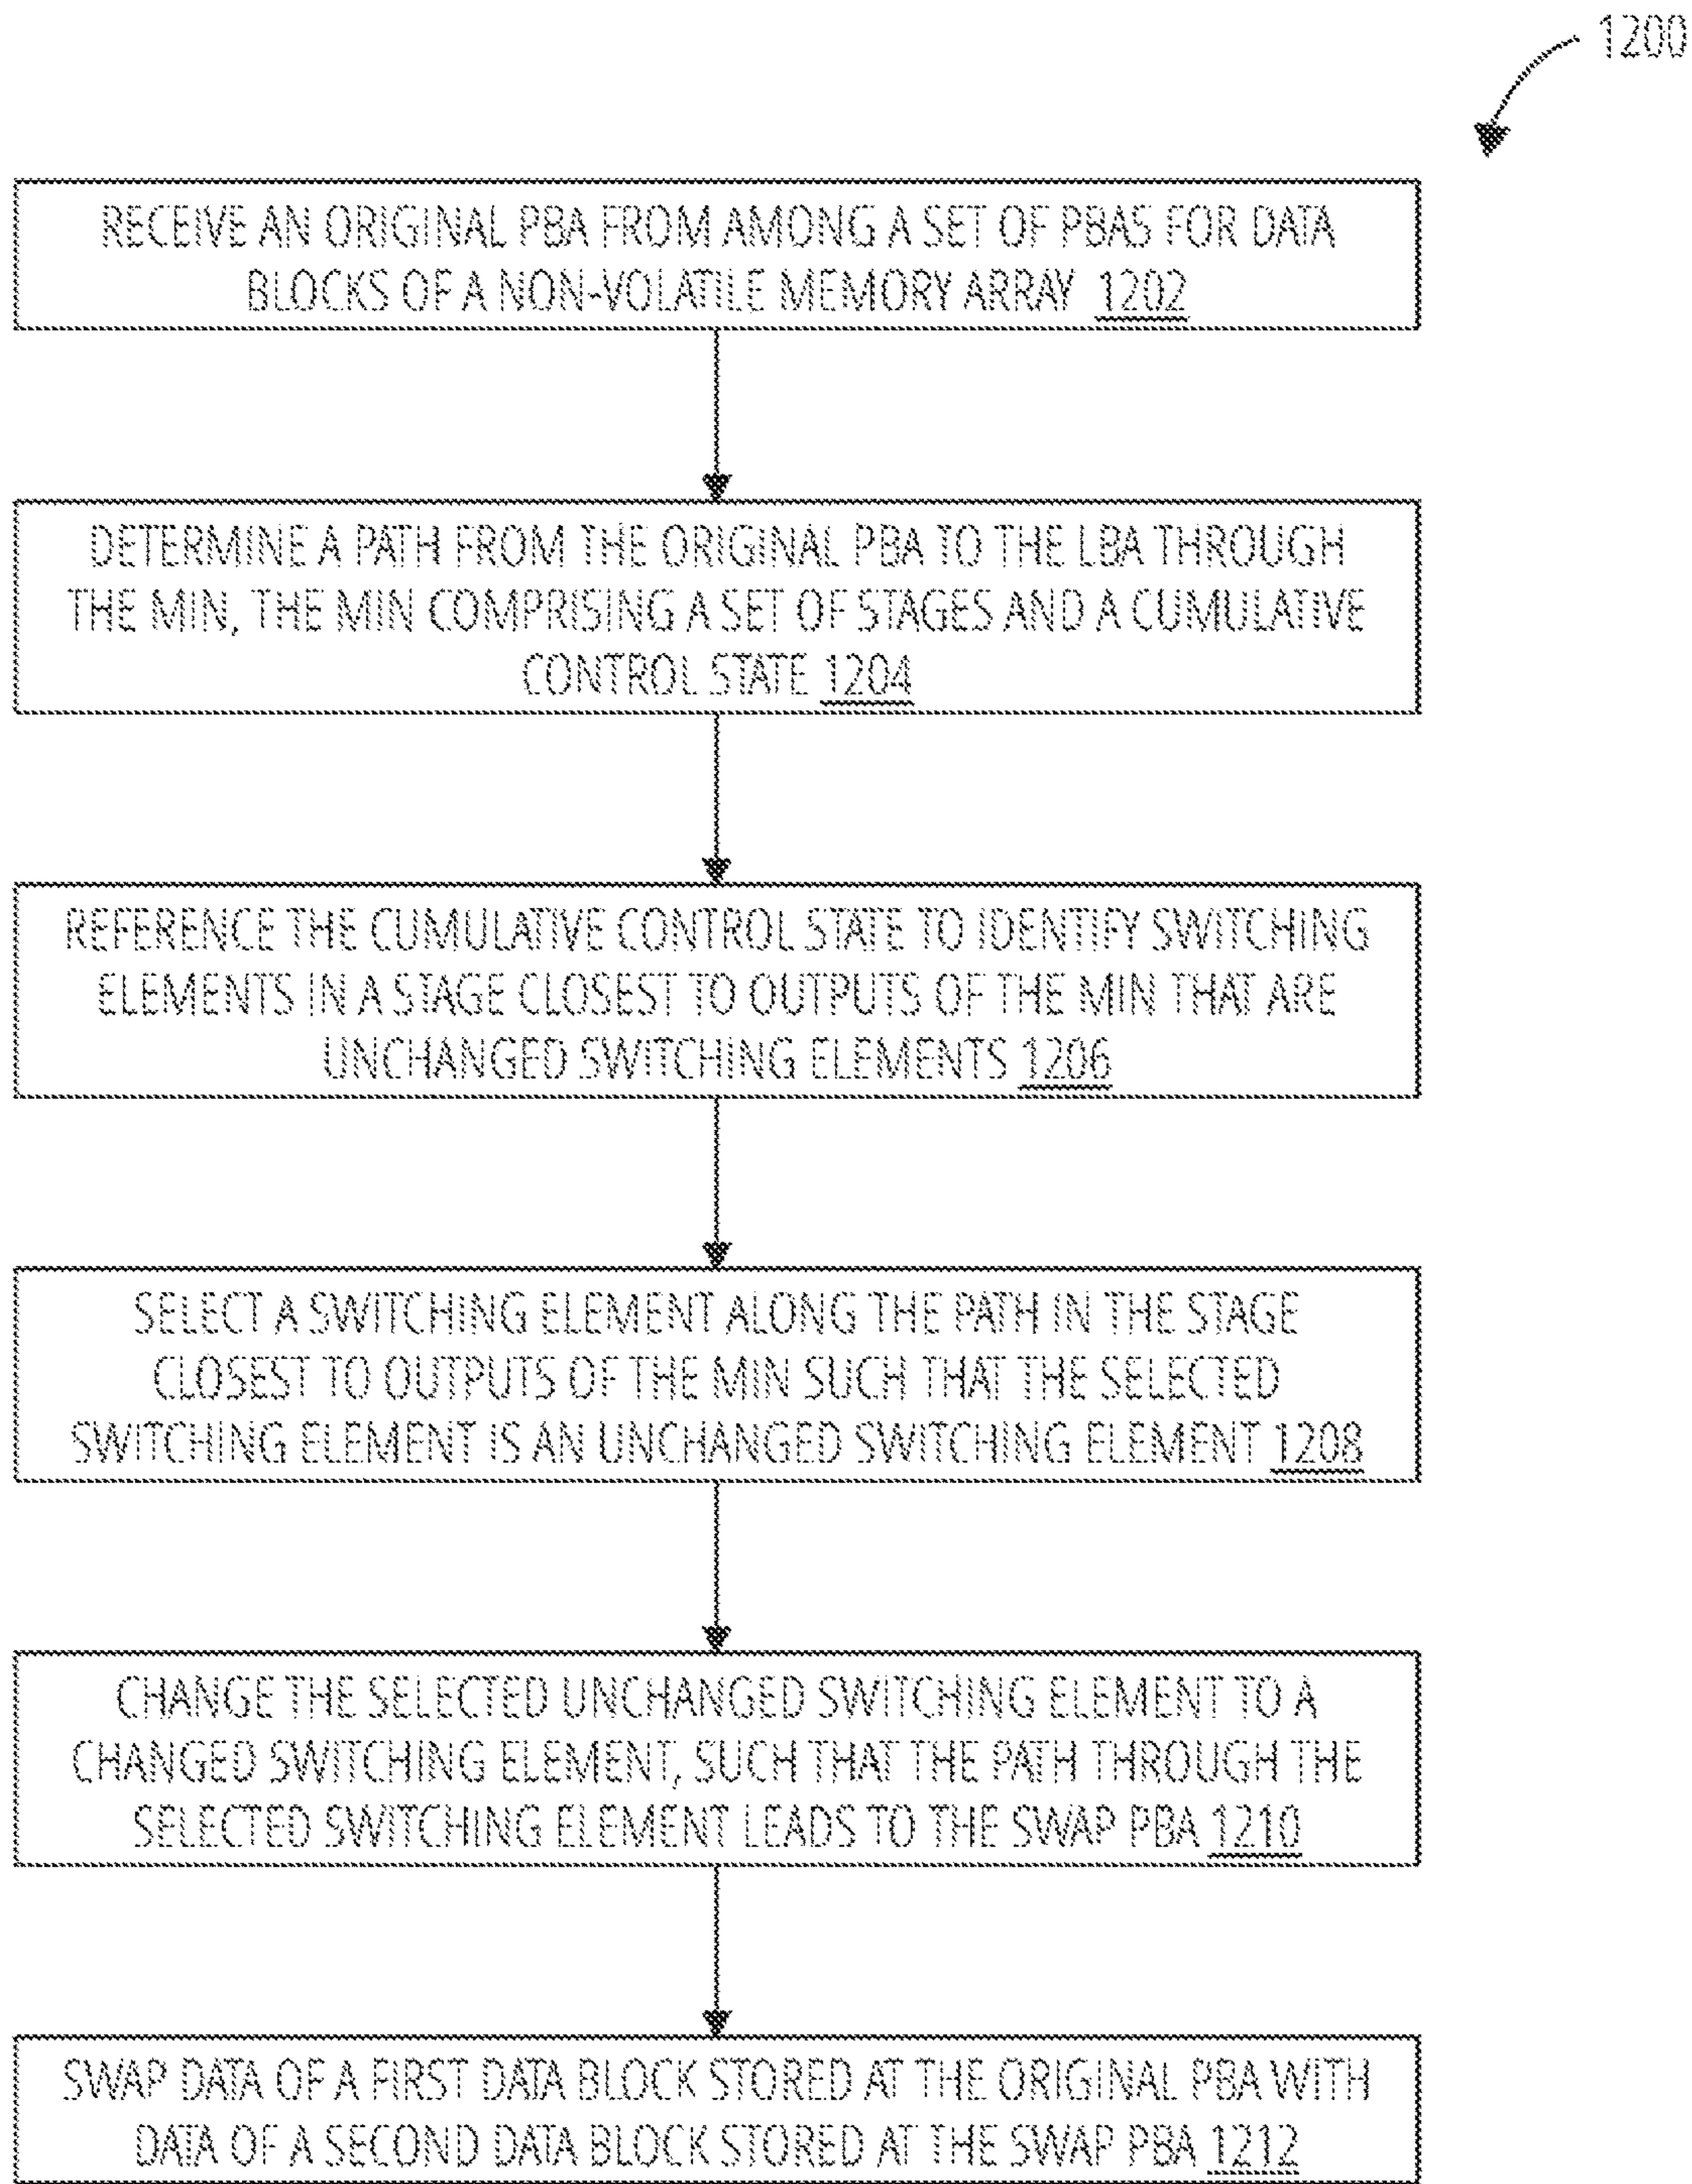 1200
RECEIVE AN ORIGINAL PBA FROM AMONG A SET OF PBAS FOR DATA
BLOCKS OF A NON-VOLATILE MEMORY ARRAY 1202
DETERMINE A PATH FROM THE ORIGINAL PBA TO THE LBA THROUGH
THE MIN, THE MIN COMPRISING A SET OF STAGES AND A CUMULATIVE
CONTROL STATE 1204
REFERENCE THE CUMULATIVE CONTROL STATE TO IDENTIFY SWITCHING
ELEMENTS IN A STAGE CLOSEST TO OUTPUTS OF THE MIN THAT ARE
UNCHANGED SWITCHING ELEMENTS 1206
SELECT A SWITCHING ELEMENT ALONG THE PATH IN THE STAGE
CLOSEST TO OUTPUTS OF THE MIN SUCH THAT THE SELECTED
SWITCHING ELEMENT IS AN UNCHANGED SWITCHING ELEMENT 1208
CHANGE THE SELECTED UNCHANGED SWITCHING ELEMENT TO A
CHANGED SWITCHING ELEMENT, SUCH THAT THE PATH THROUGH THE
SELECTED SWITCHING ELEMENT LEADS TO THE SWAP PBA 1210
SWAP DATA OF A FIRST DATA BLOCK STORED AT THE ORIGINAL PBA WITH
DATA OF A SECOND DATA BLOCK STORED AT THE SWAP PBA 1212